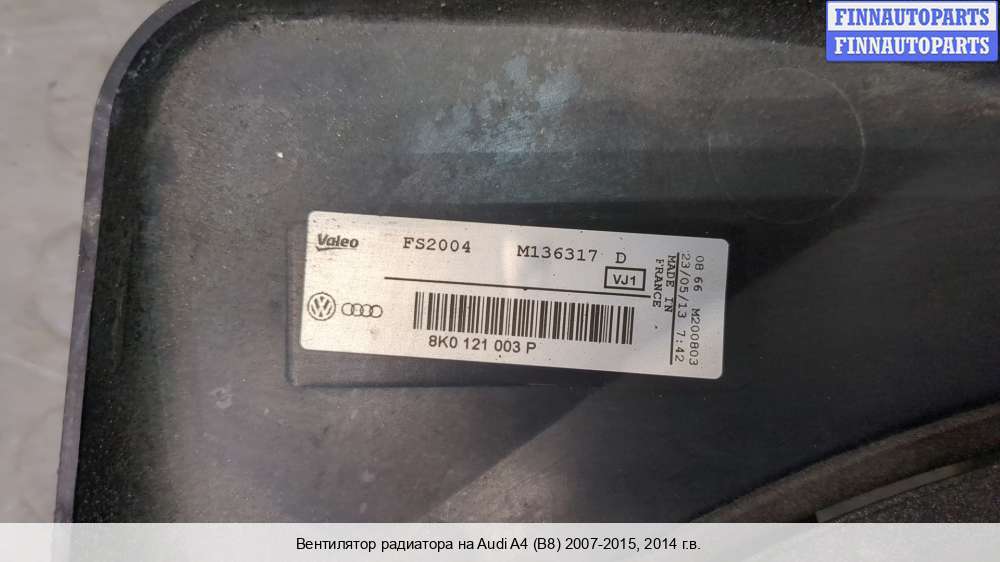 FINNAUTOPARTS
FINNAUTOPARTS
Valeo FS2004 M136317 D
VJ1
8K0 121 003 P
MADE IN
FRANCE
08 66 M200803
23/05/13 7:42
Вентилятор радиатора на Audi A4 (B8) 2007-2015, 2014 г.в.